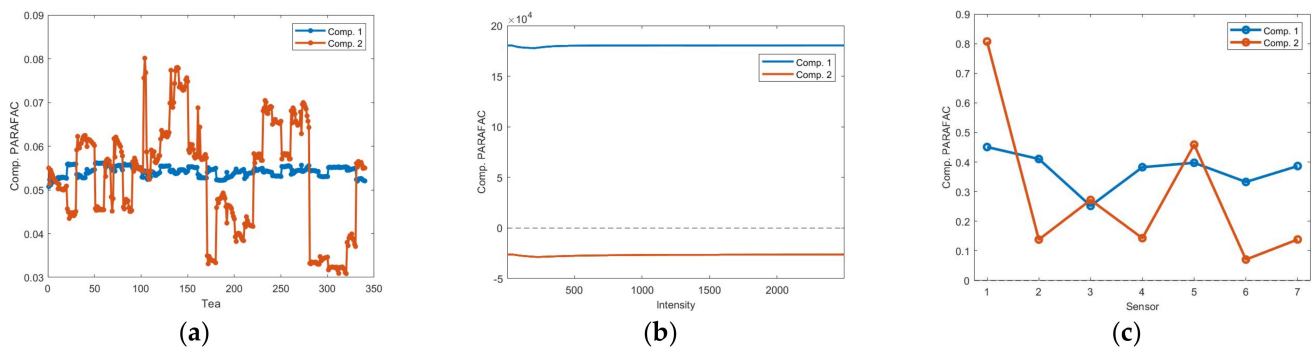 0.09
0.08
0.07
0.06
0.05
0.04
0.03
0 50 100 150 200 250 300 350
Comp. PARAFAC
Tea
Comp. 1
Comp. 2
(a)
×10⁴
20
15
10
5
0
-5
500 1000 1500 2000
Comp. PARAFAC
Intensity
Comp. 1
Comp. 2
(b)
0.9
0.8
0.7
0.6
0.5
0.4
0.3
0.2
0.1
0
1 2 3 4 5 6 7
Comp. PARAFAC
Sensor
Comp. 1
Comp. 2
(c)